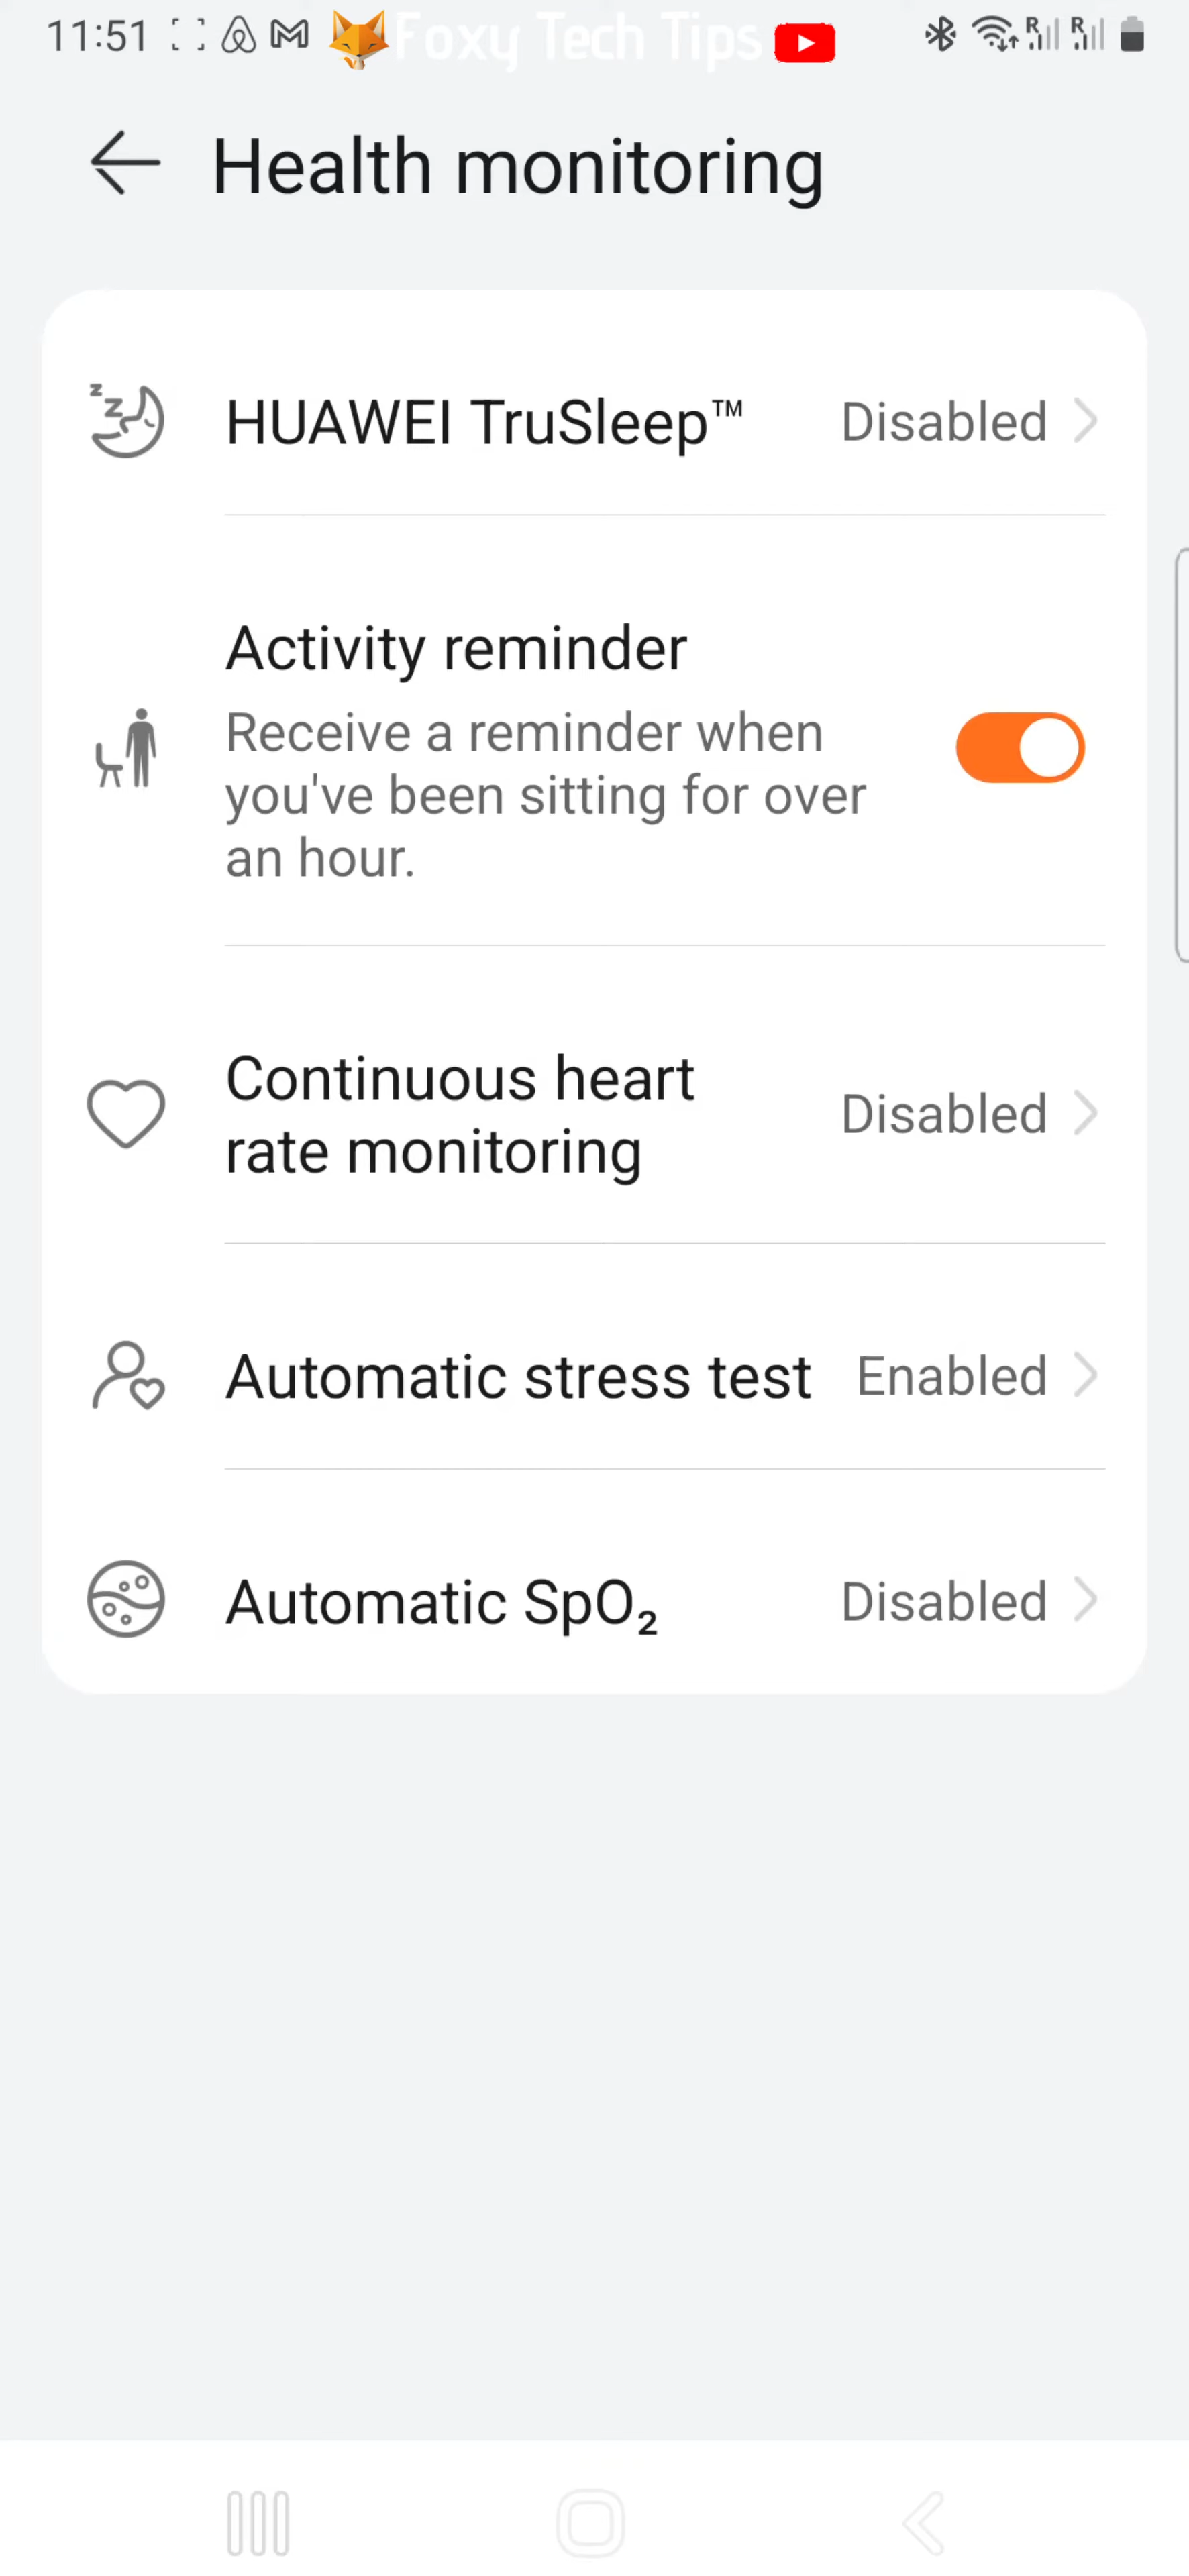 11:51 Foxy Tech Tips R R
Health monitoring
HUAWEI TruSleep™ Disabled
Activity reminder
Receive a reminder when
you've been sitting for over
an hour.
Continuous heart
rate monitoring
Disabled
Automatic stress test Enabled
Automatic SpO₂ Disabled